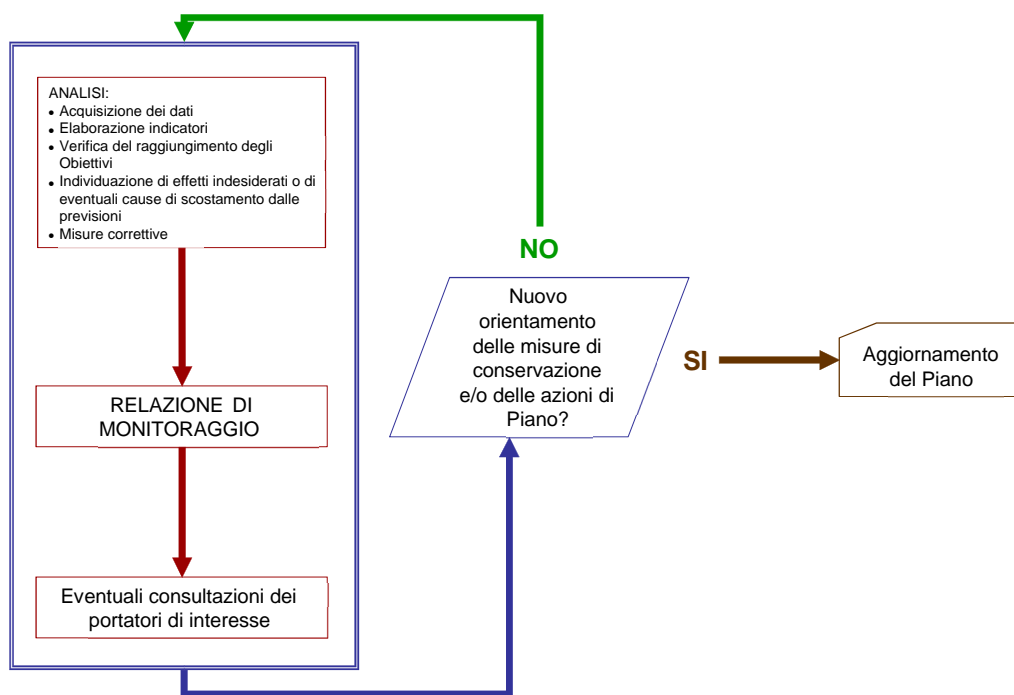 ANALISI:
• Acquisizione dei dati
• Elaborazione indicatori
• Verifica del raggiungimento degli
Obiettivi
• Individuazione di effetti indesiderati o di
eventuali cause di scostamento dalle
previsioni
• Misure correttive
RELAZIONE DI
MONITORAGGIO
Eventuali consultazioni dei
portatori di interesse
NO
Nuovo
orientamento
delle misure di
conservazione
e/o delle azioni di
Piano?
SI
Aggiornamento
del Piano